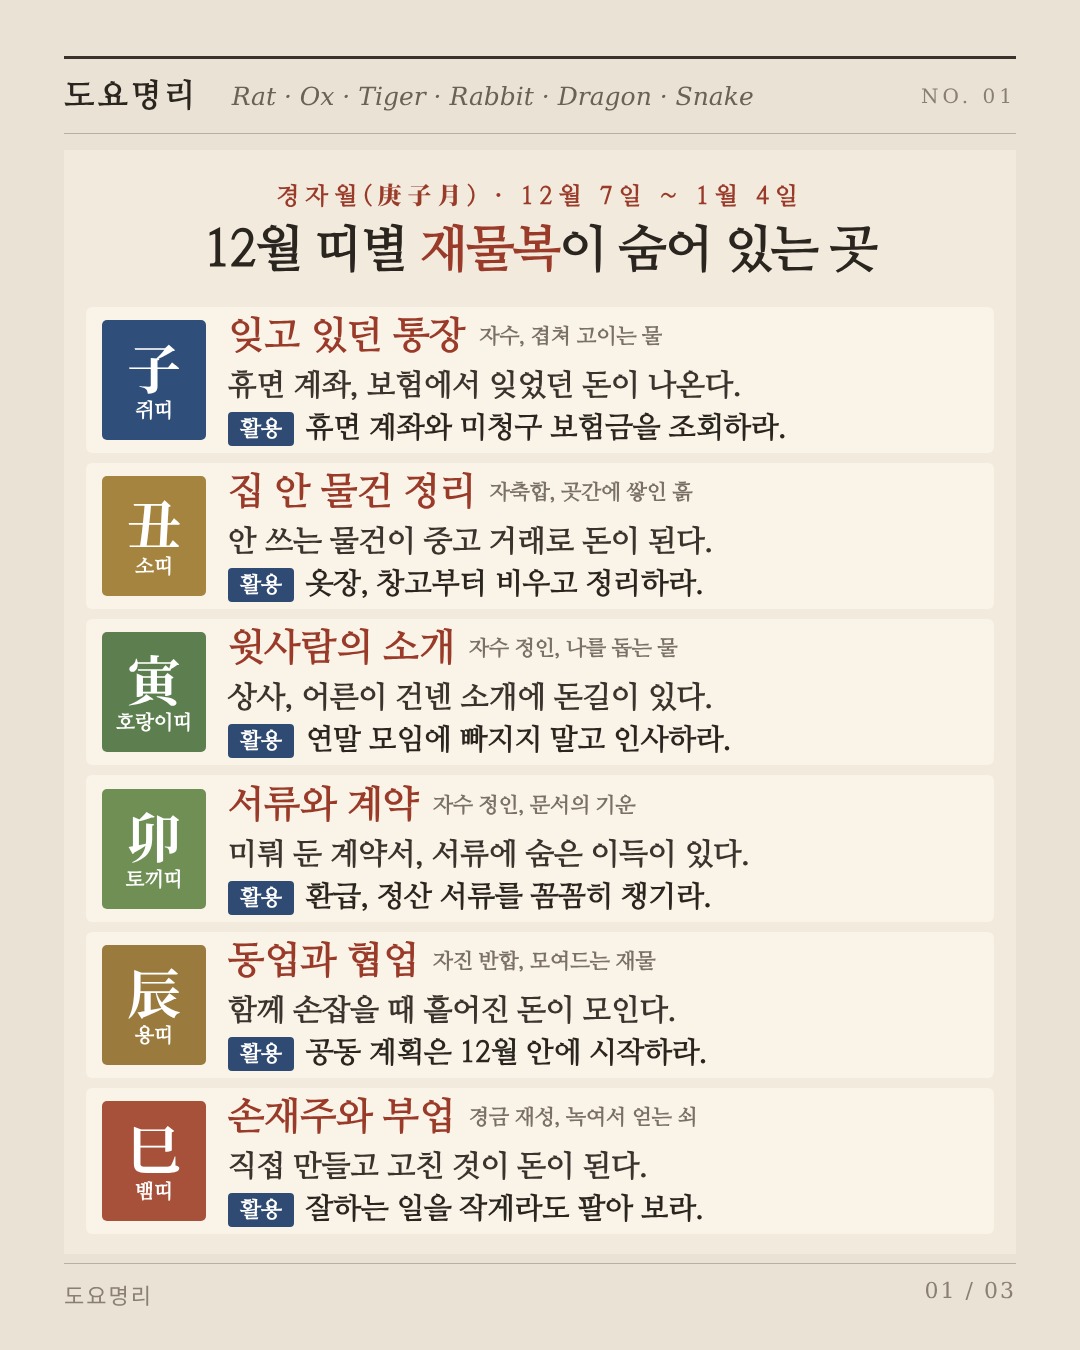 도요명리 Rat · Ox · Tiger · Rabbit · Dragon · Snake NO. 01
경자월(庚子月) · 12월 7일 ~ 1월 4일
12월 띠별 재물복이 숨어 있는 곳
子
쥐띠
잊고 있던 통장 자수, 겹쳐 고이는 물
휴면 계좌, 보험에서 잊었던 돈이 나온다.
활용 휴면 계좌와 미청구 보험금을 조회하라.
丑
소띠
집 안 물건 정리 자축합, 곳간에 쌓인 흙
안 쓰는 물건이 중고 거래로 돈이 된다.
활용 옷장, 창고부터 비우고 정리하라.
寅
호랑이띠
윗사람의 소개 자수 정인, 나를 돕는 물
상사, 어른이 건넨 소개에 돈길이 있다.
활용 연말 모임에 빠지지 말고 인사하라.
卯
토끼띠
서류와 계약 자수 정인, 문서의 기운
미뤄 둔 계약서, 서류에 숨은 이득이 있다.
활용 환급, 정산 서류를 꼼꼼히 챙기라.
辰
용띠
동업과 협업 자진 반합, 모여드는 재물
함께 손잡을 때 흩어진 돈이 모인다.
활용 공동 계획은 12월 안에 시작하라.
巳
뱀띠
손재주와 부업 경금 재성, 녹여서 얻는 쇠
직접 만들고 고친 것이 돈이 된다.
활용 잘하는 일을 작게라도 팔아 보라.
도요명리 01 / 03